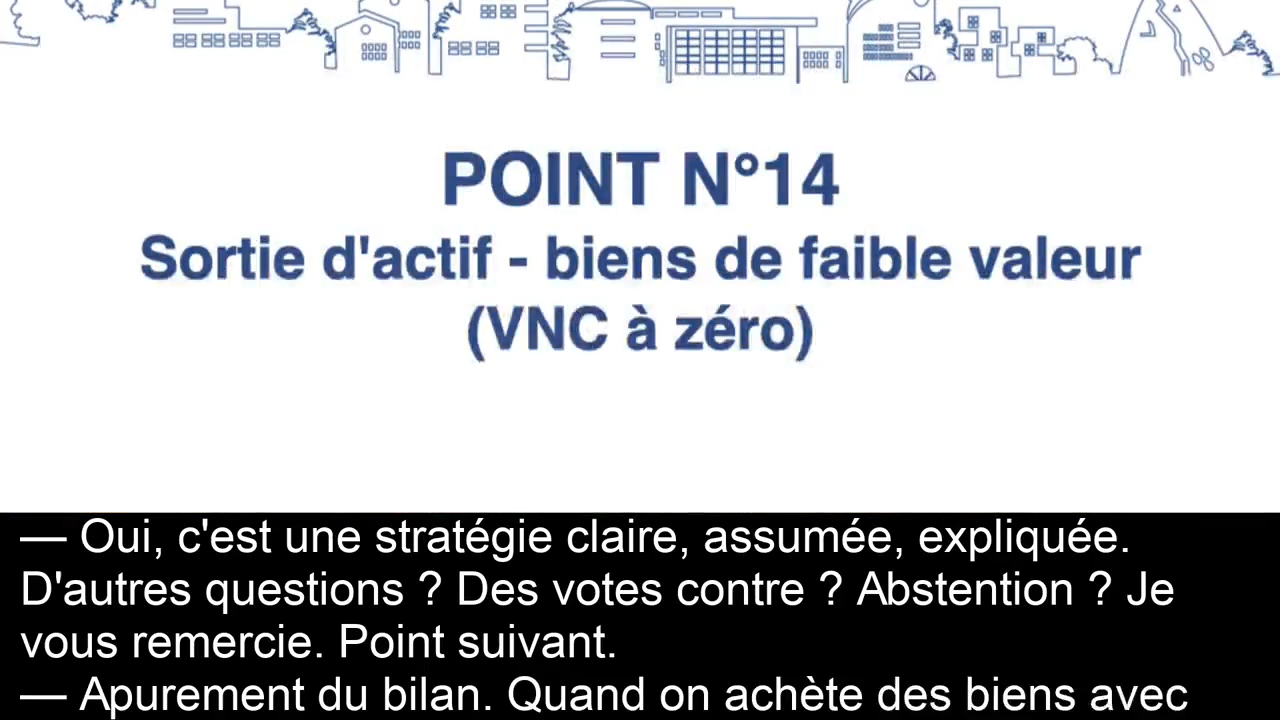 POINT N°14
Sortie d'actif - biens de faible valeur
(VNC à zéro)
— Oui, c'est une stratégie claire, assumée, expliquée.
D'autres questions ? Des votes contre ? Abstention ? Je
vous remercie. Point suivant.
— Apurement du bilan. Quand on achète des biens avec